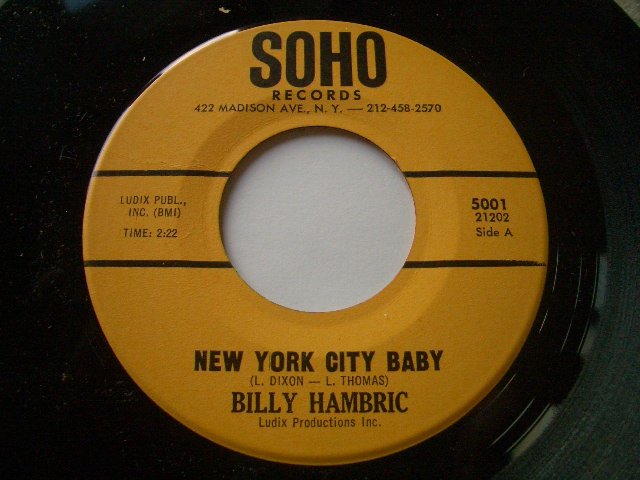 SOHO
RECORDS
422 MADISON AVE., N. Y. — 212-458-2570
LUDIX PUBL.,
INC. (BMI)
TIME: 2:22
5001
21202
Side A
NEW YORK CITY BABY
(L. DIXON — L. THOMAS)
BILLY HAMBRIC
Ludix Productions Inc.